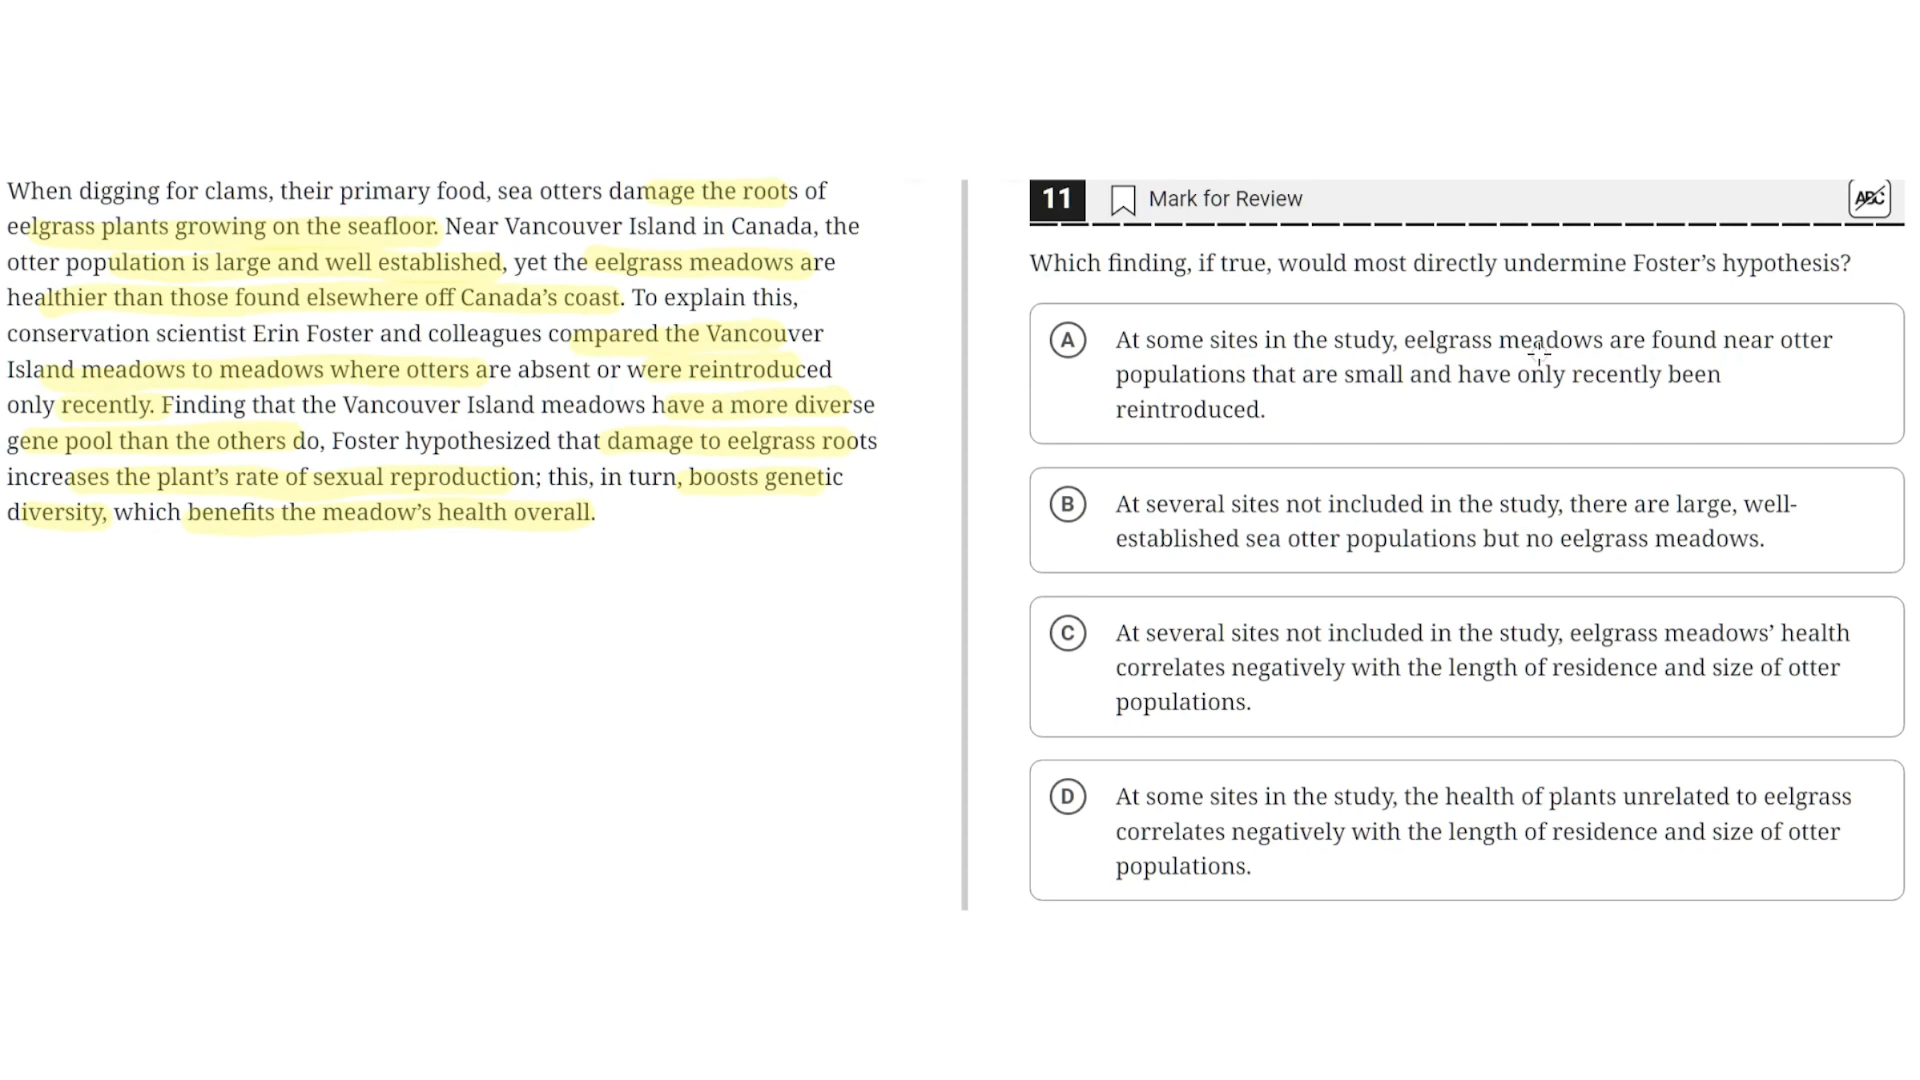 When digging for clams, their primary food, sea otters damage the roots of
eelgrass plants growing on the seafloor. Near Vancouver Island in Canada, the
otter population is large and well established, yet the eelgrass meadows are
healthier than those found elsewhere off Canada's coast. To explain this,
conservation scientist Erin Foster and colleagues compared the Vancouver
Island meadows to meadows where otters are absent or were reintroduced
only recently. Finding that the Vancouver Island meadows have a more diverse
gene pool than the others do, Foster hypothesized that damage to eelgrass roots
increases the plant's rate of sexual reproduction; this, in turn, boosts genetic
diversity, which benefits the meadow's health overall.
11 Mark for Review ABC
Which finding, if true, would most directly undermine Foster's hypothesis?
A At some sites in the study, eelgrass meadows are found near otter
populations that are small and have only recently been
reintroduced.
B At several sites not included in the study, there are large, well-
established sea otter populations but no eelgrass meadows.
C At several sites not included in the study, eelgrass meadows' health
correlates negatively with the length of residence and size of otter
populations.
D At some sites in the study, the health of plants unrelated to eelgrass
correlates negatively with the length of residence and size of otter
populations.